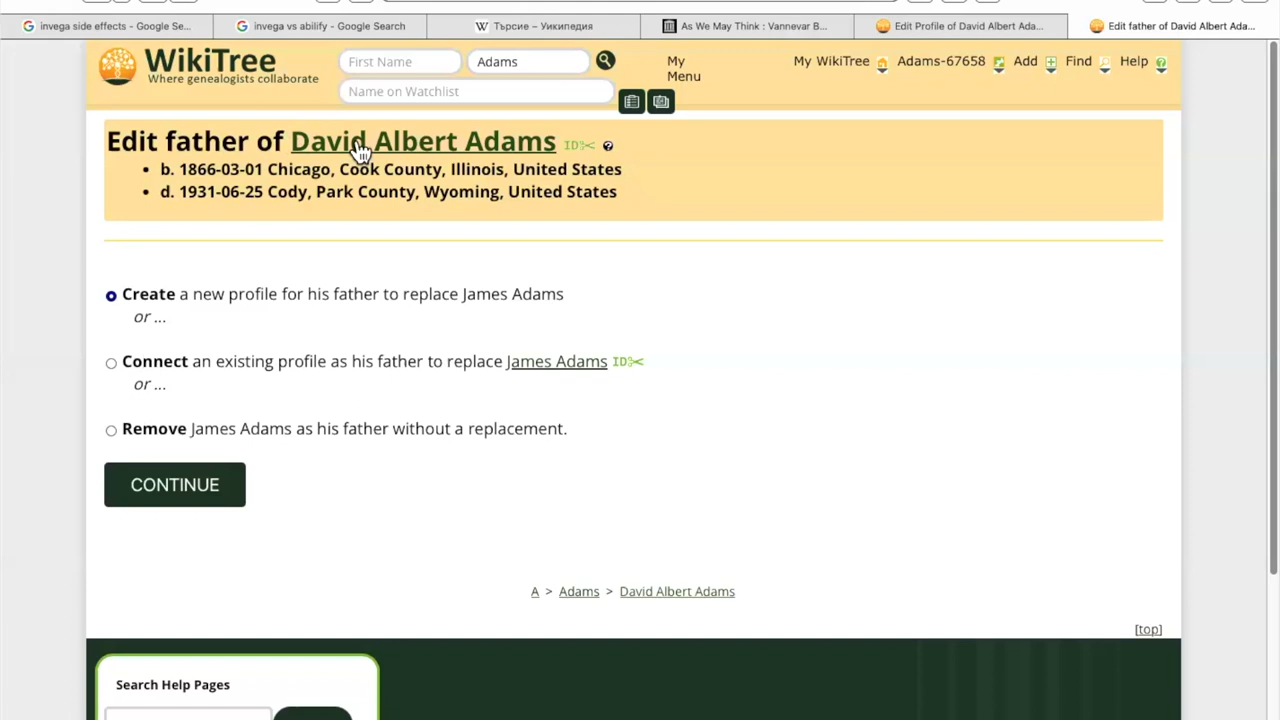 invega side effects - Google Se...
invega vs abilify - Google Search
Търсие – Уикипедия
As We May Think : Vannevar B...
Edit Profile of David Albert Ada...
Edit father of David Albert Ada...
WikiTree
Where genealogists collaborate
First Name
Adams
Name on Watchlist
My
Menu
My WikiTree
Adams-67658
Add
Find
Help
Edit father of David Albert Adams ID
• b. 1866-03-01 Chicago, Cook County, Illinois, United States
• d. 1931-06-25 Cody, Park County, Wyoming, United States
Create a new profile for his father to replace James Adams
or ...
Connect an existing profile as his father to replace James Adams ID
or ...
Remove James Adams as his father without a replacement.
CONTINUE
A > Adams > David Albert Adams
[top]
Search Help Pages